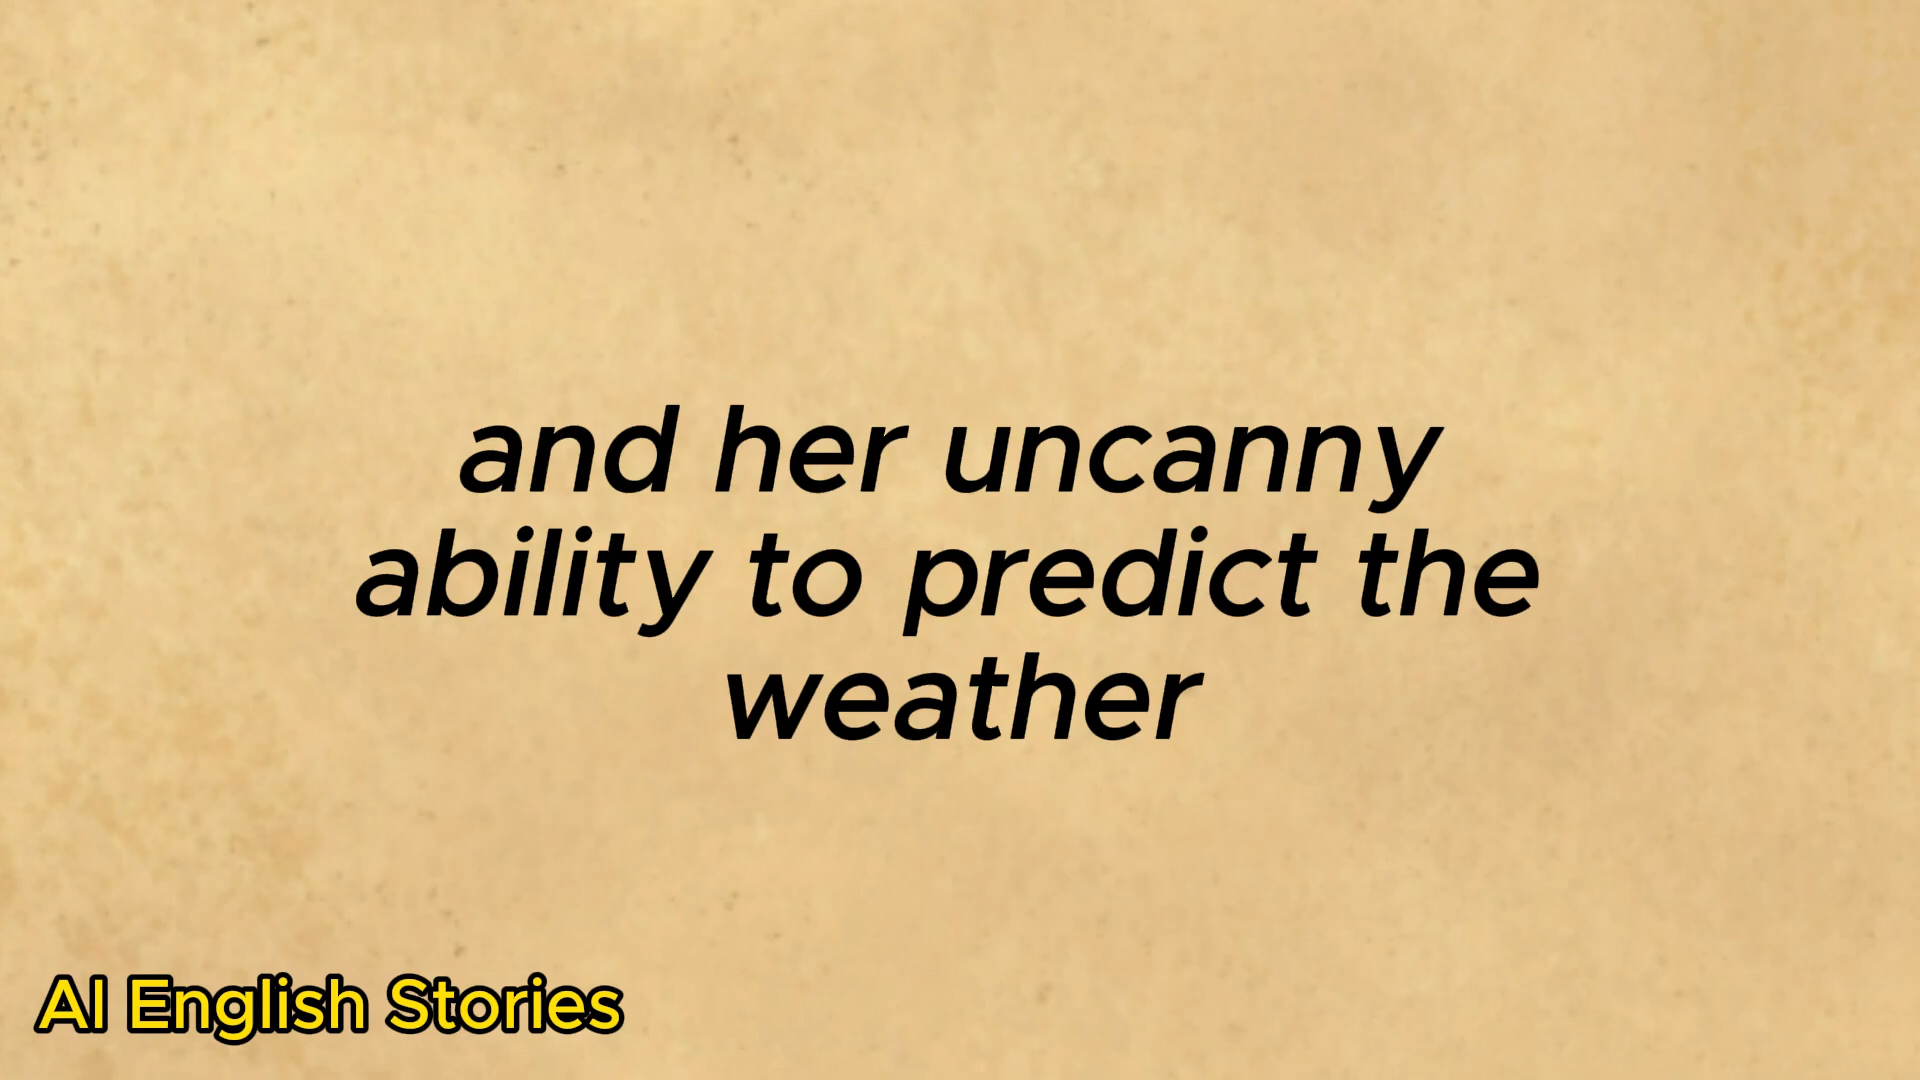 and her uncanny
ability to predict the
weather
AI English Stories